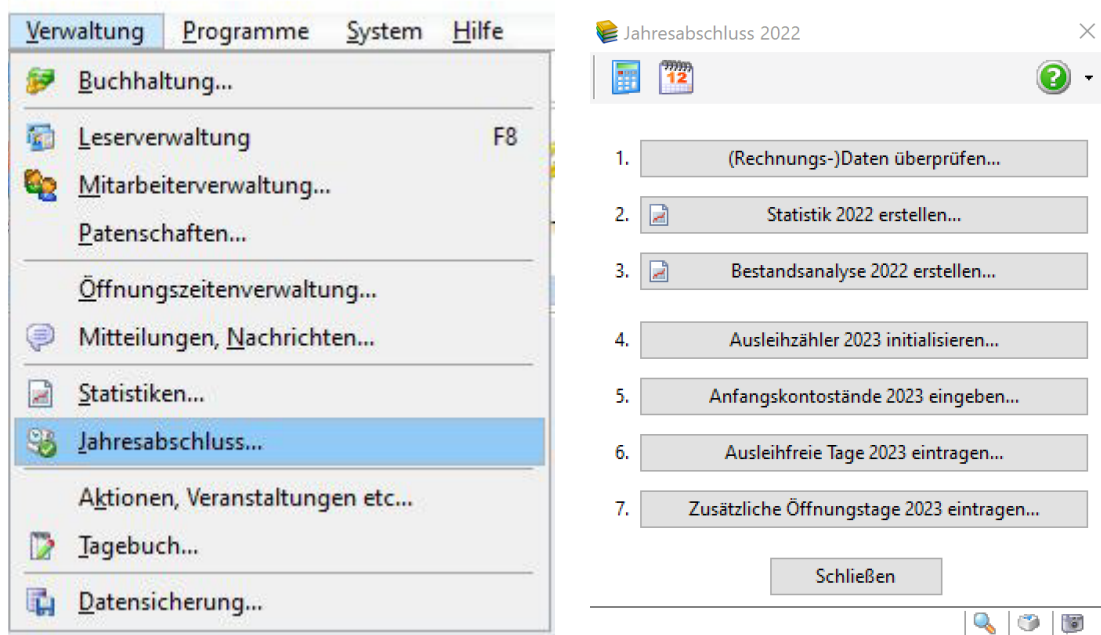 Verwaltung Programme System Hilfe
Buchhaltung...
Leserverwaltung F8
Mitarbeiterverwaltung...
Patenschaften...
Öffnungszeitenverwaltung...
Mitteilungen, Nachrichten...
Statistiken...
Jahresabschluss...
Aktionen, Veranstaltungen etc...
Tagebuch...
Datensicherung...
Jahresabschluss 2022
12
1. (Rechnungs-)Daten überprüfen...
2. Statistik 2022 erstellen...
3. Bestandsanalyse 2022 erstellen...
4. Ausleihzähler 2023 initialisieren...
5. Anfangskontostände 2023 eingeben...
6. Ausleihfreie Tage 2023 eintragen...
7. Zusätzliche Öffnungstage 2023 eintragen...
Schließen